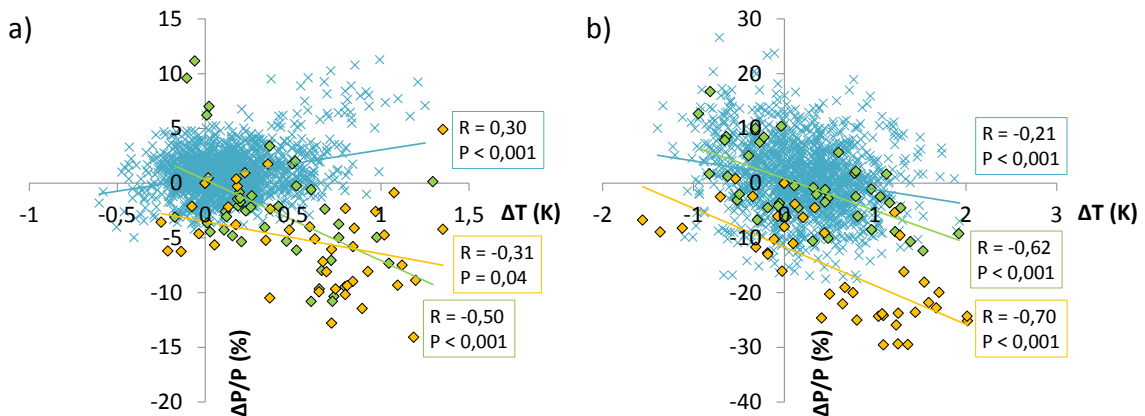 a)
15
10
5
0
-5
-10
-15
-20
-1
-0,5
0
0,5
1
1,5
ΔT (K)
ΔP/P (%)
R = 0,30
P < 0,001
R = -0,31
P = 0,04
R = -0,50
P < 0,001
b)
30
20
10
0
-10
-20
-30
-40
-2
-1
0
1
2
ΔT (K)
ΔP/P (%)
R = -0,21
P < 0,001
R = -0,62
P < 0,001
R = -0,70
P < 0,001